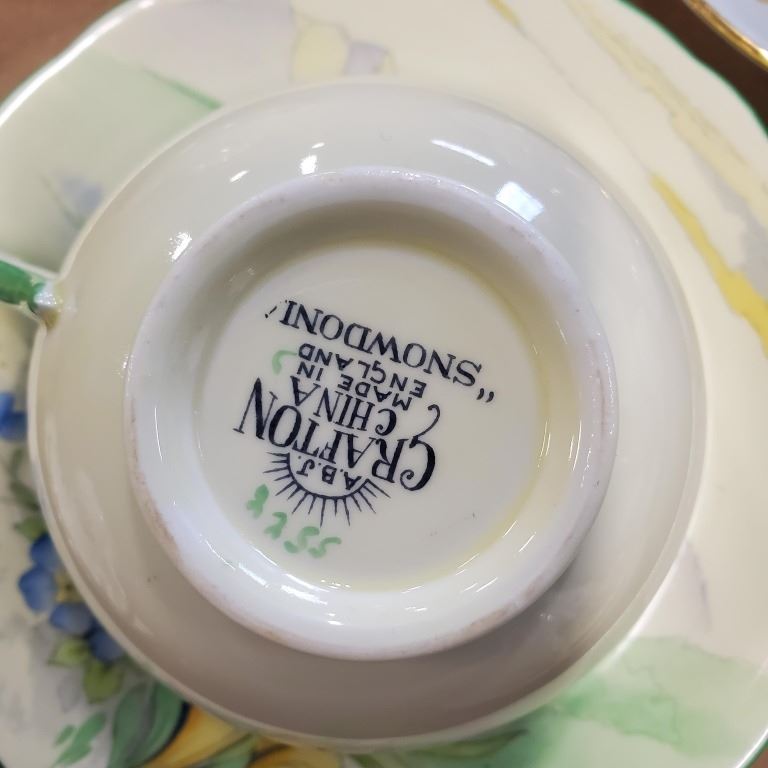 A.B.J.
GRAFTON
CHINA
MADE IN
ENGLAND
"SNOWDON"